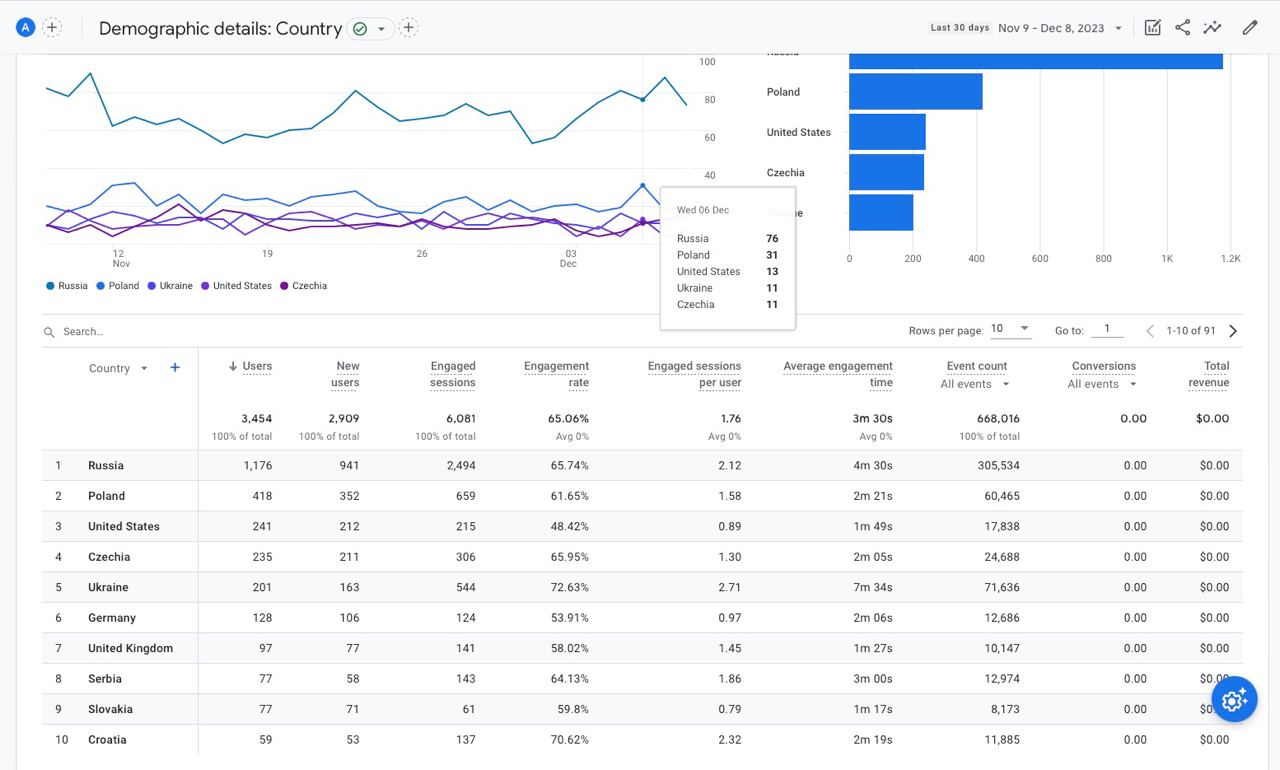 A
Demographic details: Country
Last 30 days Nov 9 - Dec 8, 2023
100
80
60
40
12
Nov
19
26
03
Dec
Russia Poland Ukraine United States Czechia
Wed 06 Dec
Russia 76
Poland 31
United States 13
Ukraine 11
Czechia 11
Russia
Poland
United States
Czechia
Ukraine
0 200 400 600 800 1K 1.2K
Search...
Rows per page: 10 Go to: 1 1-10 of 91
Country + ↓ Users New users Engaged sessions Engagement rate Engaged sessions per user Average engagement time Event count All events Conversions All events Total revenue
3,454 2,909 6,081 65.06% 1.76 3m 30s 668,016 0.00 $0.00
100% of total 100% of total 100% of total Avg 0% Avg 0% Avg 0% 100% of total
1 Russia 1,176 941 2,494 65.74% 2.12 4m 30s 305,534 0.00 $0.00
2 Poland 418 352 659 61.65% 1.58 2m 21s 60,465 0.00 $0.00
3 United States 241 212 215 48.42% 0.89 1m 49s 17,838 0.00 $0.00
4 Czechia 235 211 306 65.95% 1.30 2m 05s 24,688 0.00 $0.00
5 Ukraine 201 163 544 72.63% 2.71 7m 34s 71,636 0.00 $0.00
6 Germany 128 106 124 53.91% 0.97 2m 06s 12,686 0.00 $0.00
7 United Kingdom 97 77 141 58.02% 1.45 1m 27s 10,147 0.00 $0.00
8 Serbia 77 58 143 64.13% 1.86 3m 00s 12,974 0.00 $0.00
9 Slovakia 77 71 61 59.8% 0.79 1m 17s 8,173 0.00
10 Croatia 59 53 137 70.62% 2.32 2m 19s 11,885 0.00 $0.00